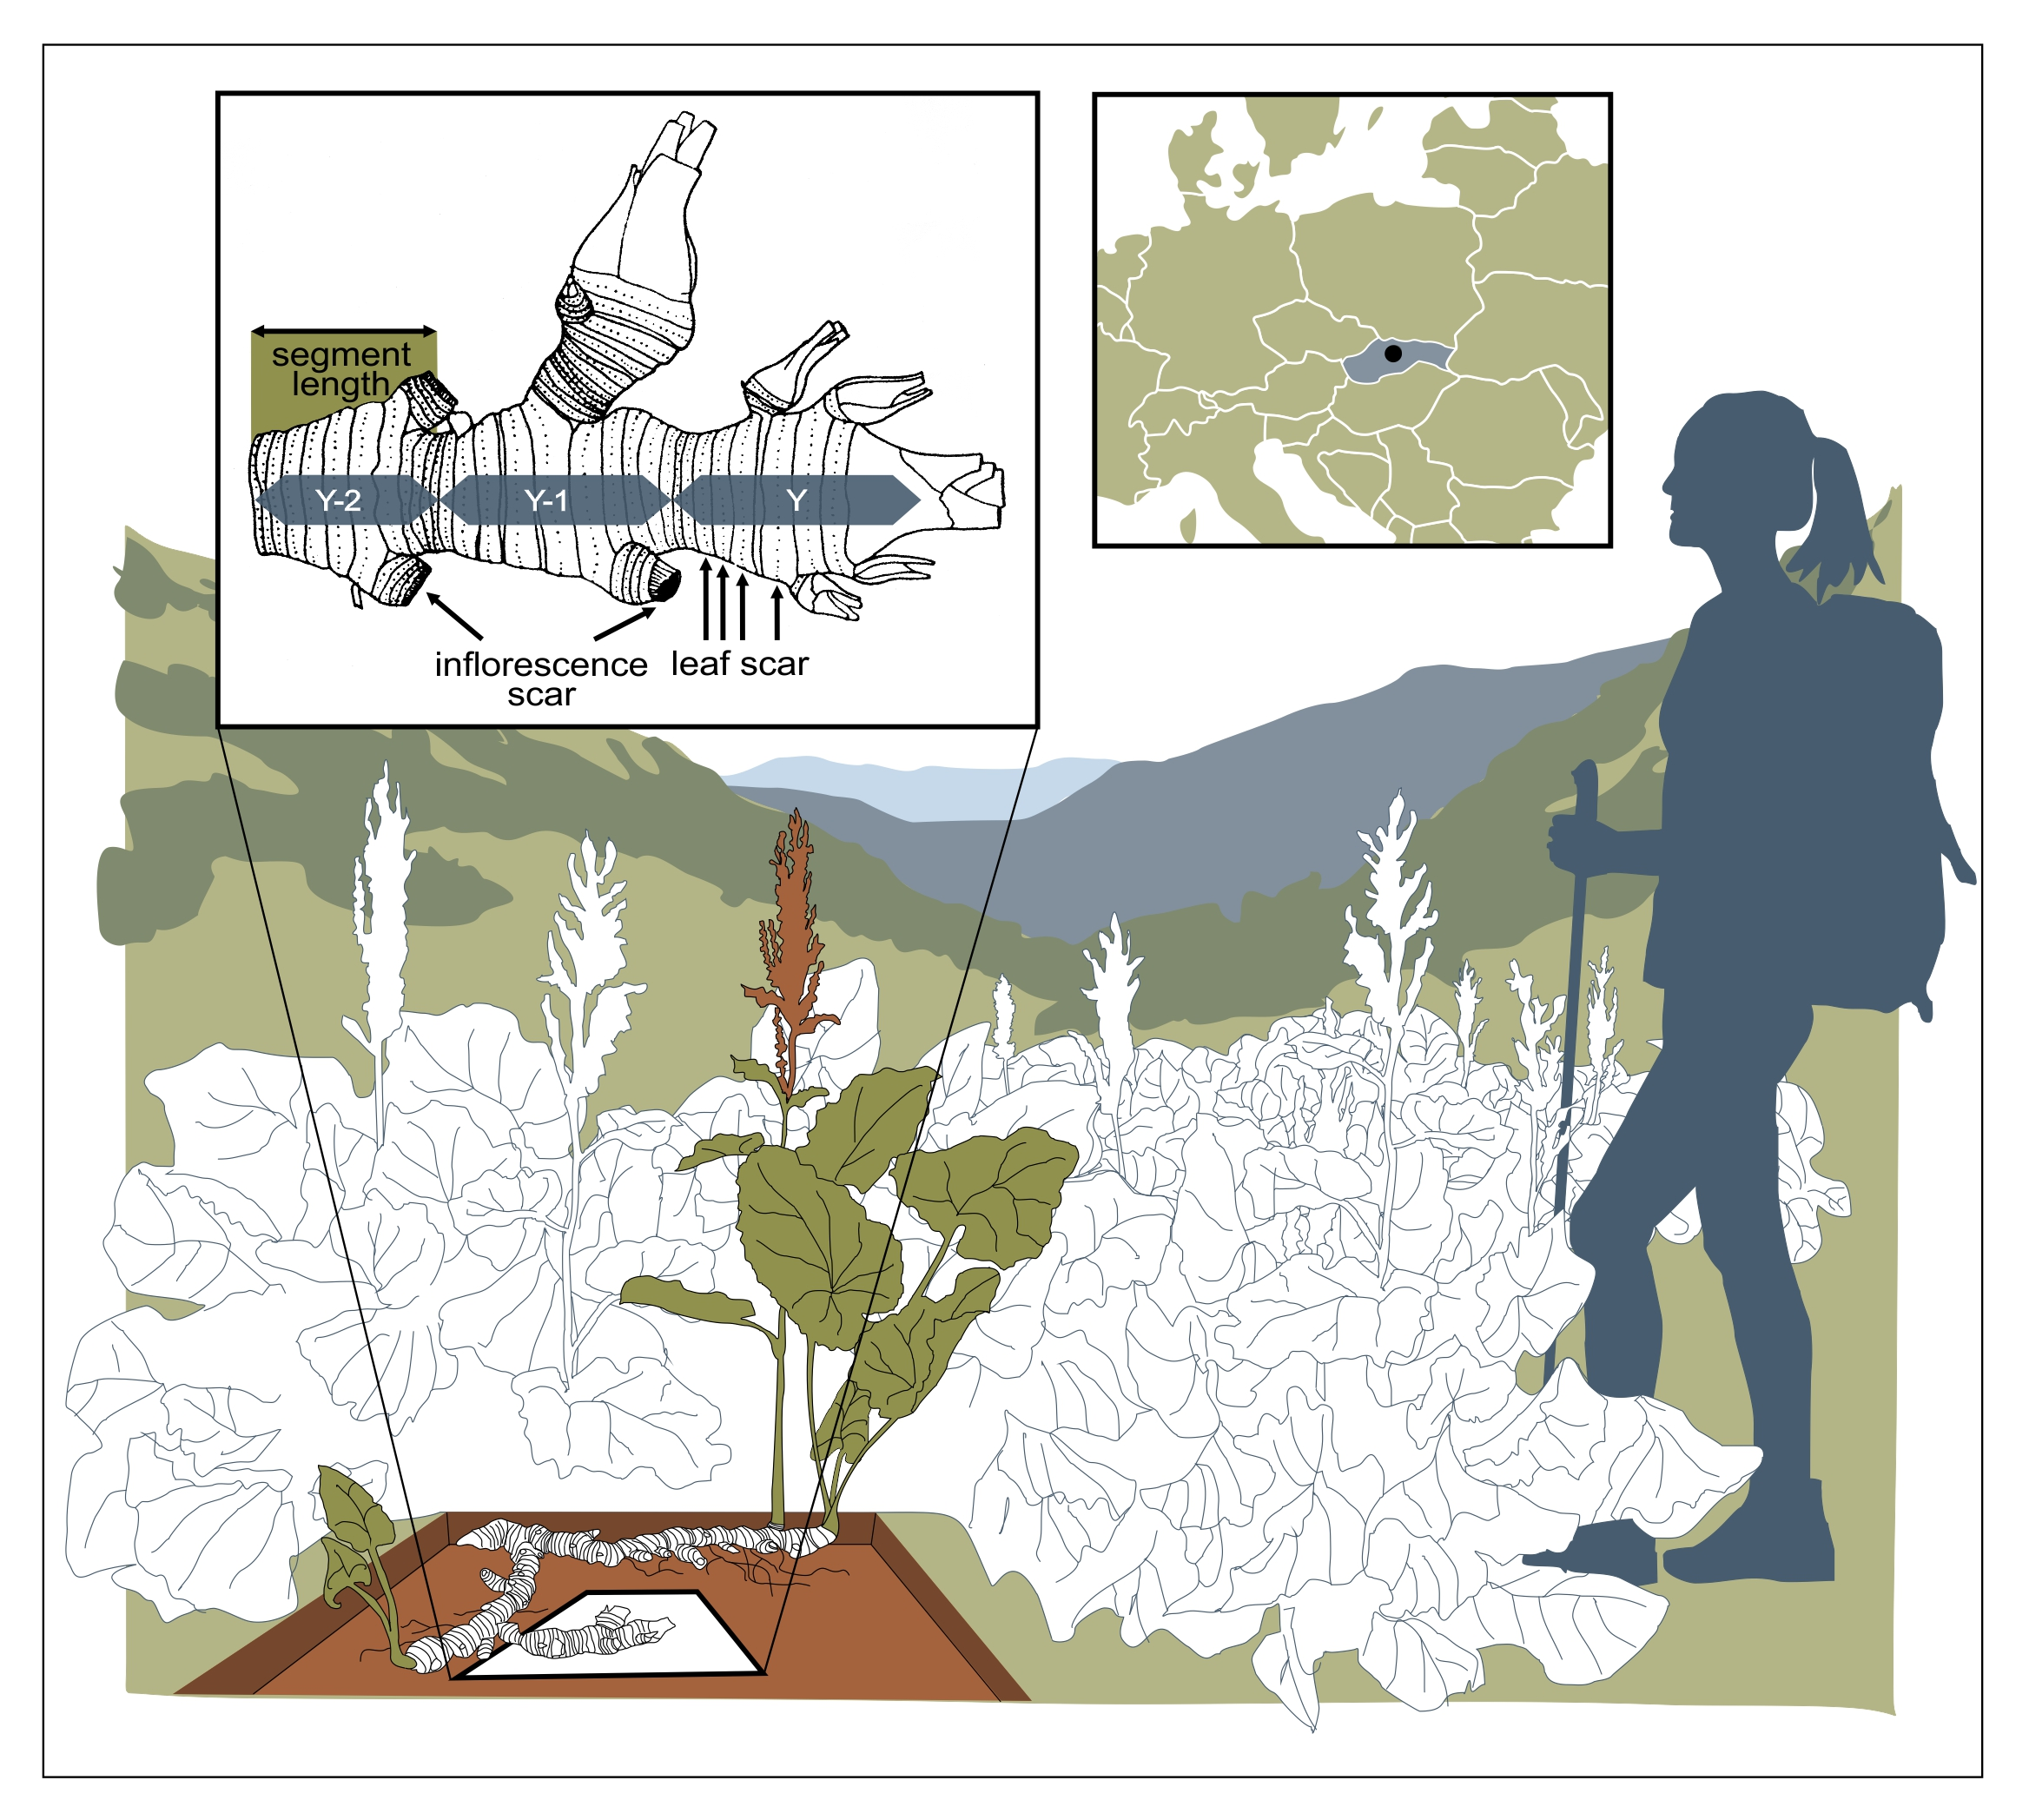 segment
length
Y-2
Y-1
Y
inflorescence
scar
leaf scar